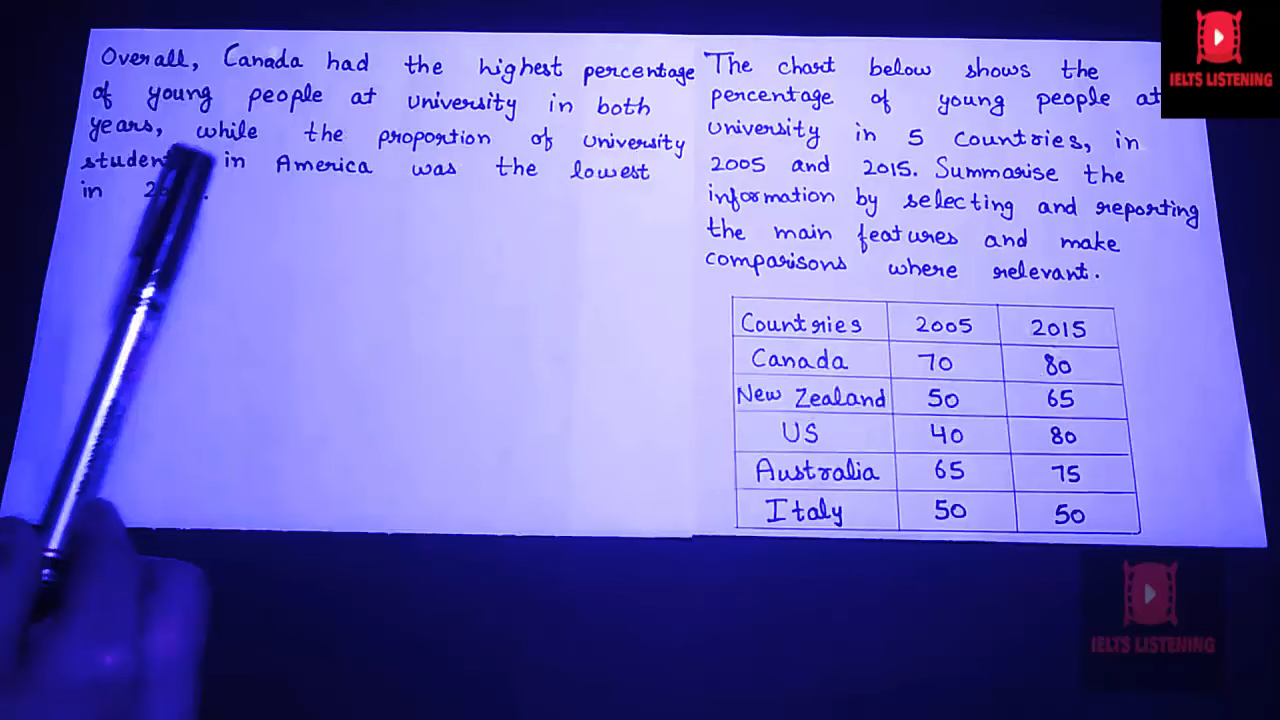 Overall, Canada had the highest percentage
of young people at university in both
years, while the proportion of university
in America was the lowest
in
The chart below shows the
percentage of young people at
university in 5 Countries, in
2005 and 2015. Summarise the
information by selecting and reporting
the main features and make
comparisons where relevant.
Countries 2005 2015
Canada 70 80
New Zealand 50 65
US 40 80
Australia 65 75
Italy 50 50
IELTS LISTENING
IELTS LISTENING